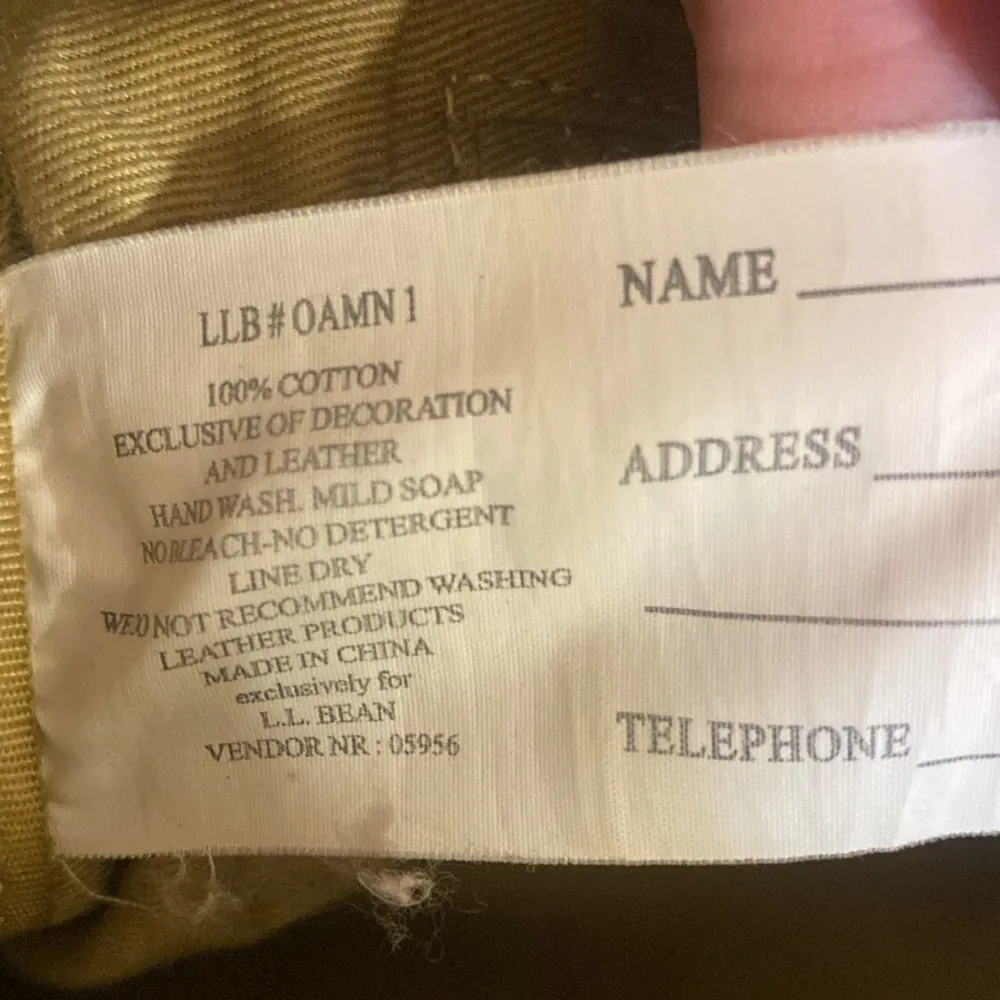 LLB # OAMN 1
100% COTTON
EXCLUSIVE OF DECORATION
AND LEATHER
HAND WASH. MILD SOAP
NO BLEACH-NO DETERGENT
LINE DRY
WE DO NOT RECOMMEND WASHING
LEATHER PRODUCTS
MADE IN CHINA
exclusively for
L.L. BEAN
VENDOR NR : 05956
NAME
ADDRESS
TELEPHONE